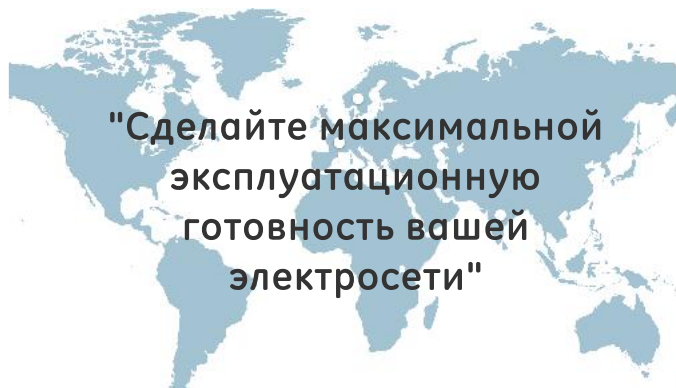 "Сделайте максимальной
эксплуатационную
готовность вашей
электросети"